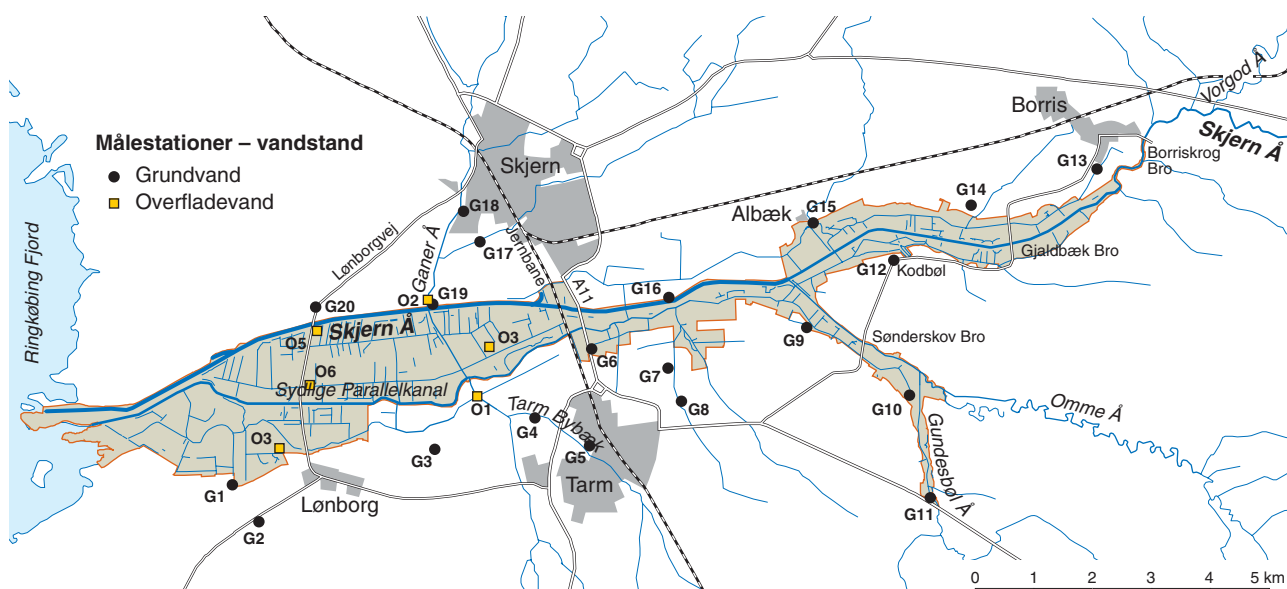 Målestationer – vandstand
Grundvand
Overfladevand
Ringkøbing Fjord
Skjern
Borris
Vorgod Å
Skjern Å
Borriskrog
Bro
G13
G14
G15
Albæk
G18
G17
Jernbane
Lønborgvej
Ganer Å
Gjaldbæk Bro
G12
Kodbøl
A11
G16
O2
G19
G20
O5
Skjern Å
O3
G6
G9
Sønderskov Bro
O6
Sydlige Parallelkanal
G7
G8
O1
G10
Omme Å
Tarm Bybæk
G4
G5
G3
O3
Gundesbøl Å
G1
Lønborg
Tarm
G11
G2
0 1 2 3 4 5 km